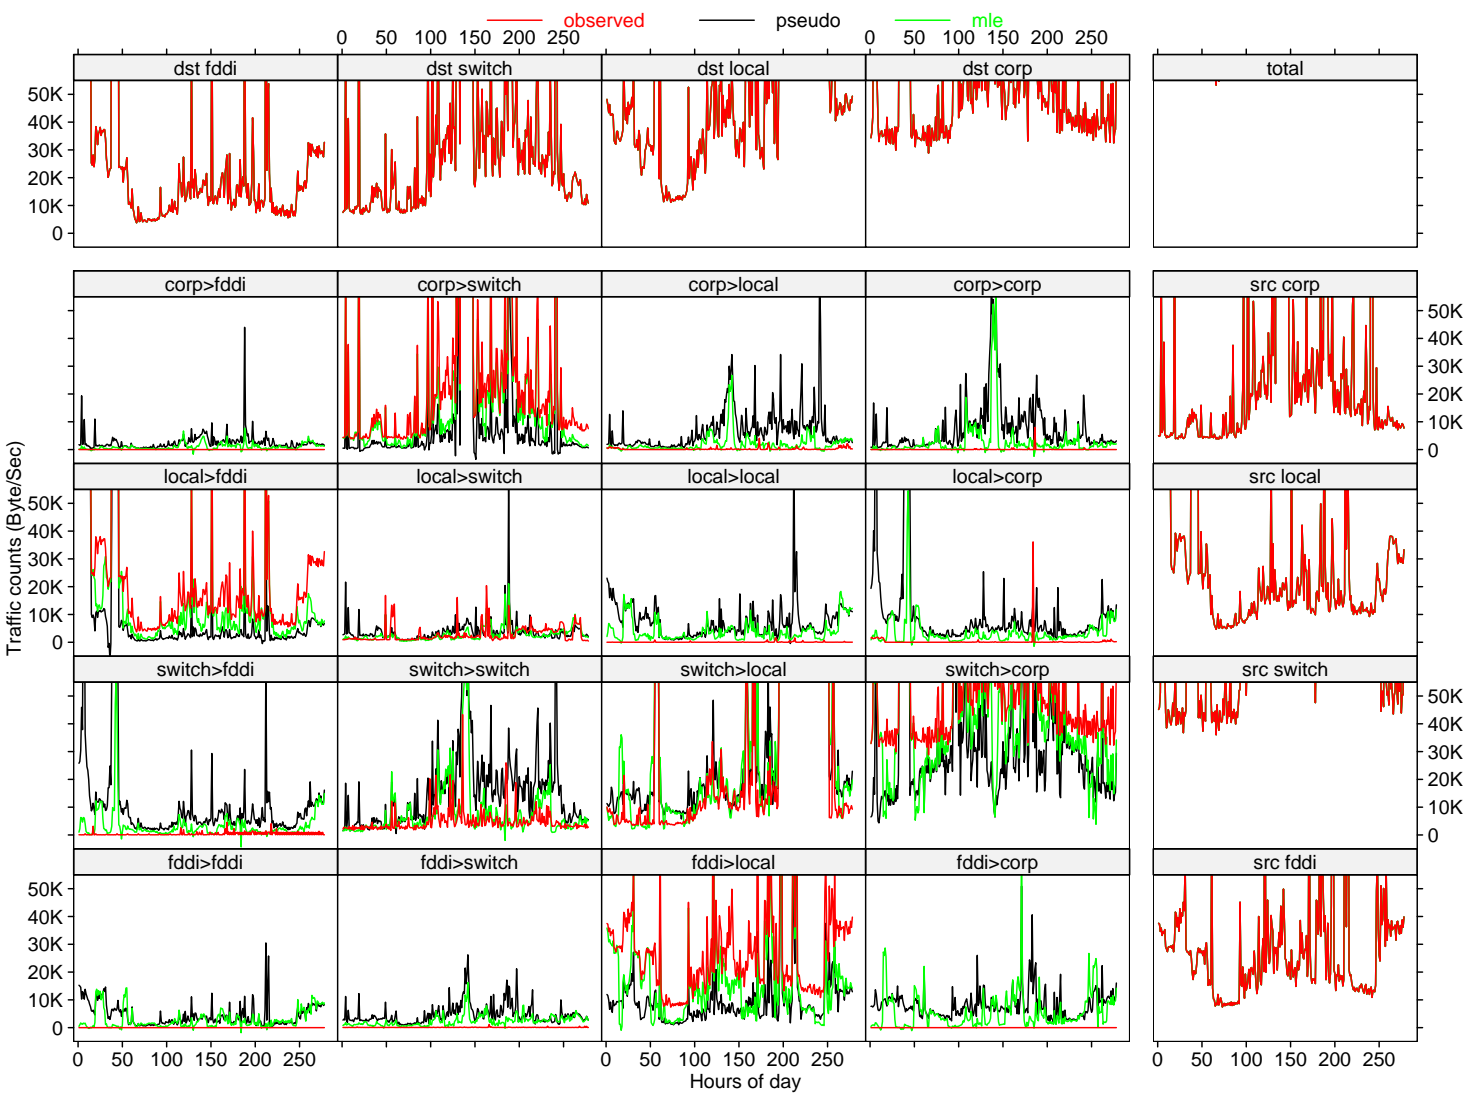 observed pseudo mle
0 50 100 150 200 250 0 50 100 150 200 250
dst fddi dst switch dst local dst corp total
50K
40K
30K
20K
10K
0
corp>fddi corp>switch corp>local corp>corp src corp
50K
40K
30K
20K
10K
0
local>fddi local>switch local>local local>corp src local
50K
40K
30K
20K
10K
0
switch>fddi switch>switch switch>local switch>corp src switch
50K
40K
30K
20K
10K
0
fddi>fddi fddi>switch fddi>local fddi>corp src fddi
50K
40K
30K
20K
10K
0
0 50 100 150 200 250 0 50 100 150 200 250 0 50 100 150 200 250
Hours of day
Traffic counts (Byte/Sec)